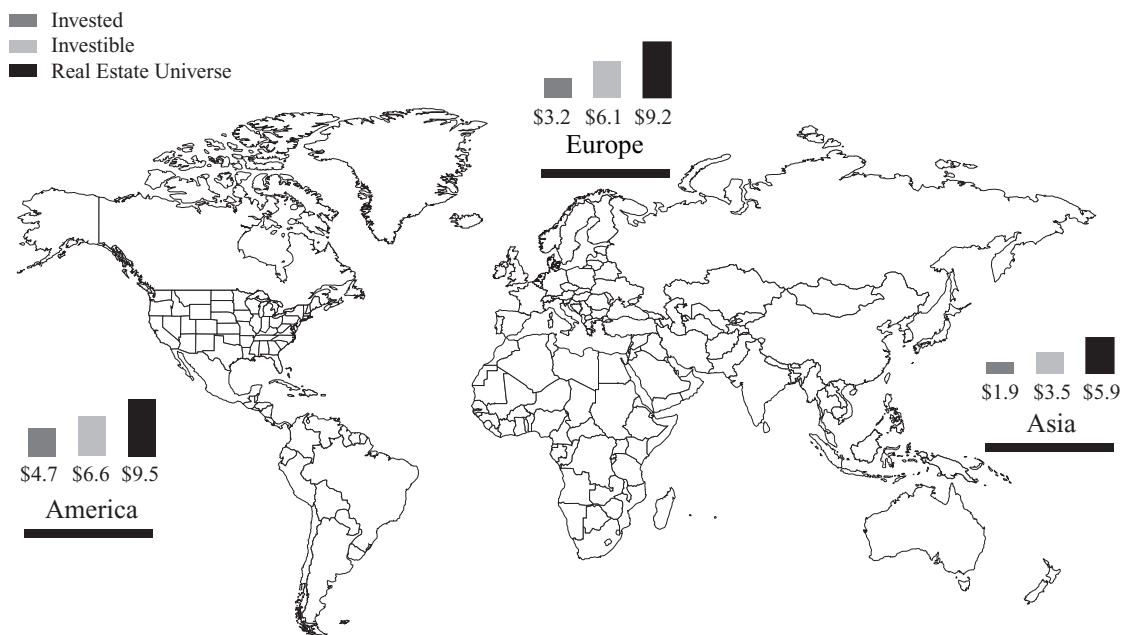 Invested
Investible
Real Estate Universe
$3.2 $6.1 $9.2
Europe
$1.9 $3.5 $5.9
Asia
$4.7 $6.6 $9.5
America